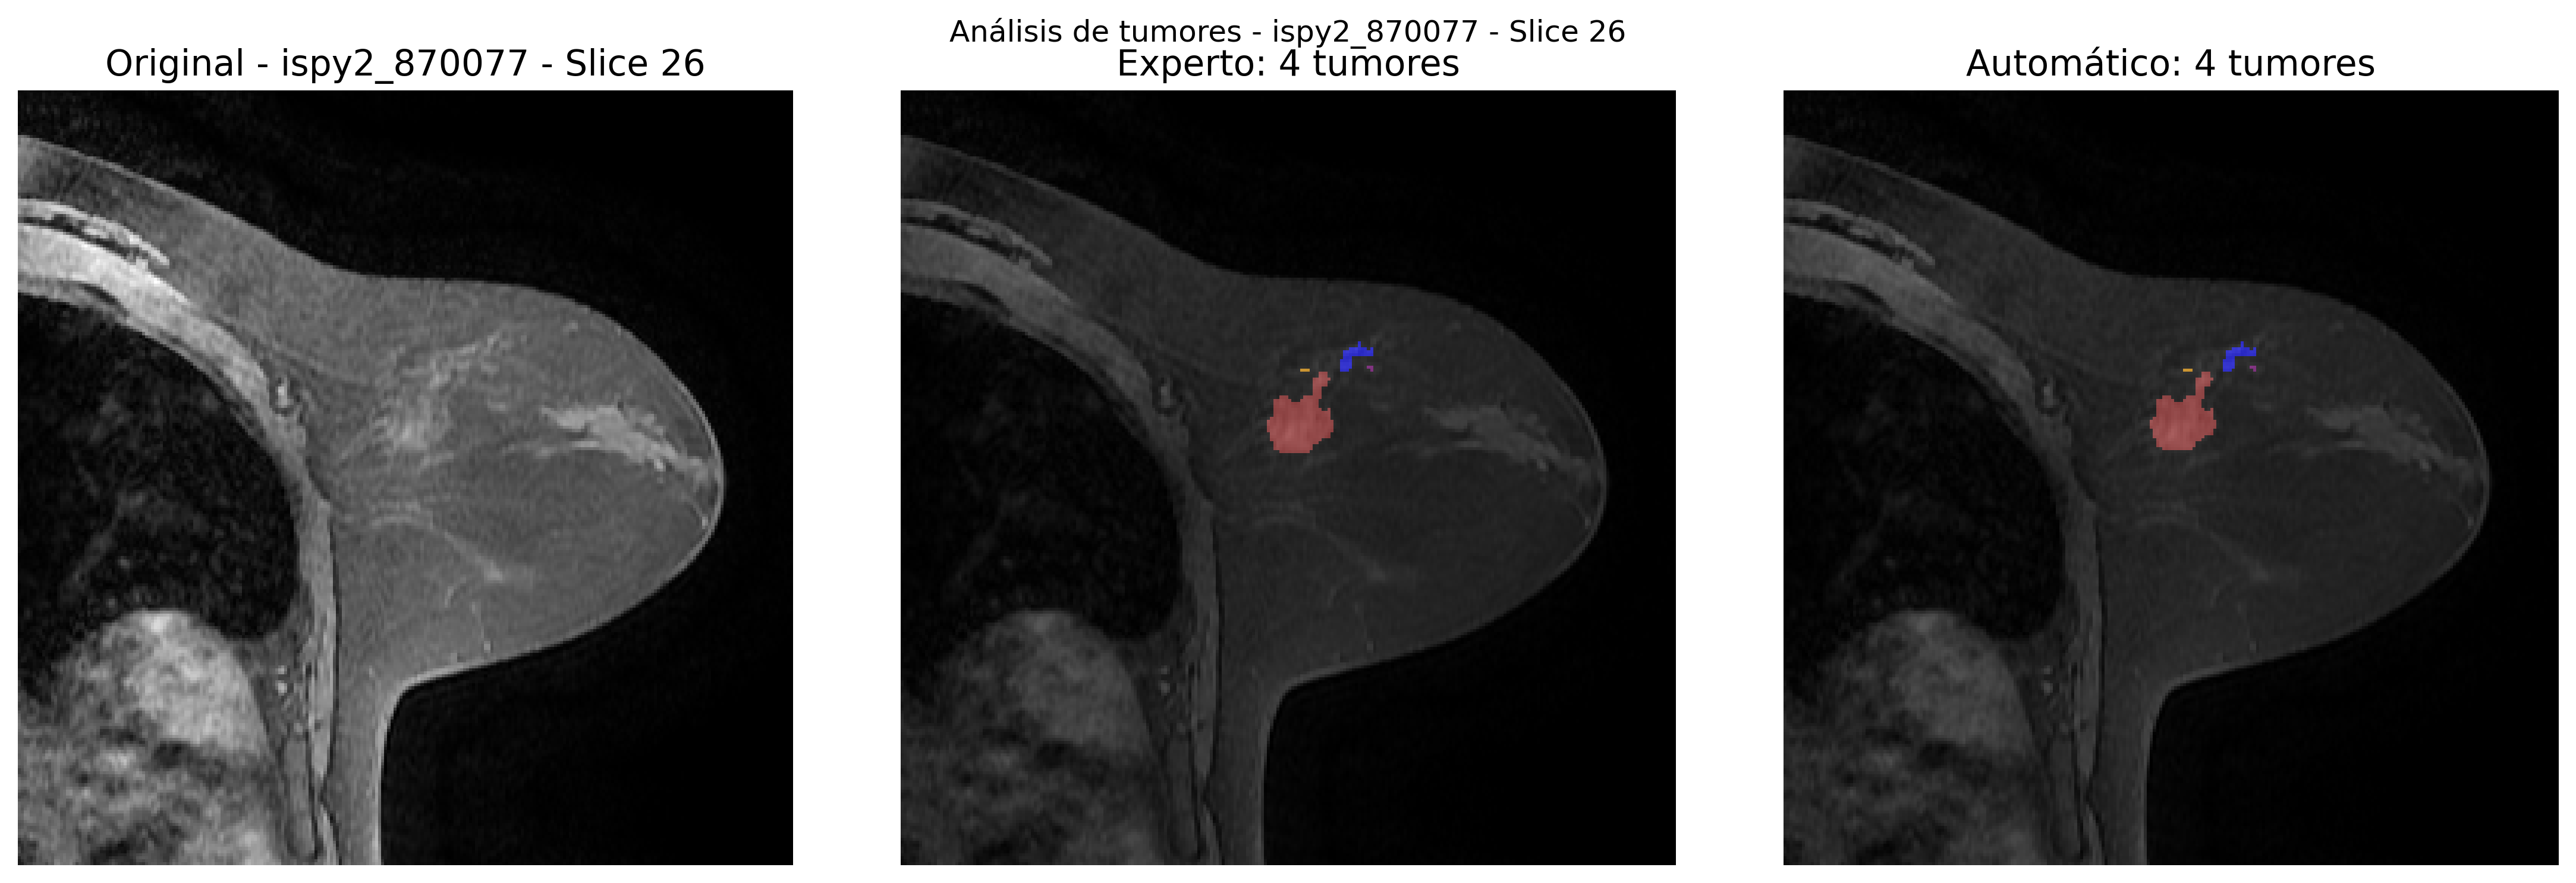 Análisis de tumores - ispy2_870077 - Slice 26
Original - ispy2_870077 - Slice 26
Experto: 4 tumores
Automático: 4 tumores